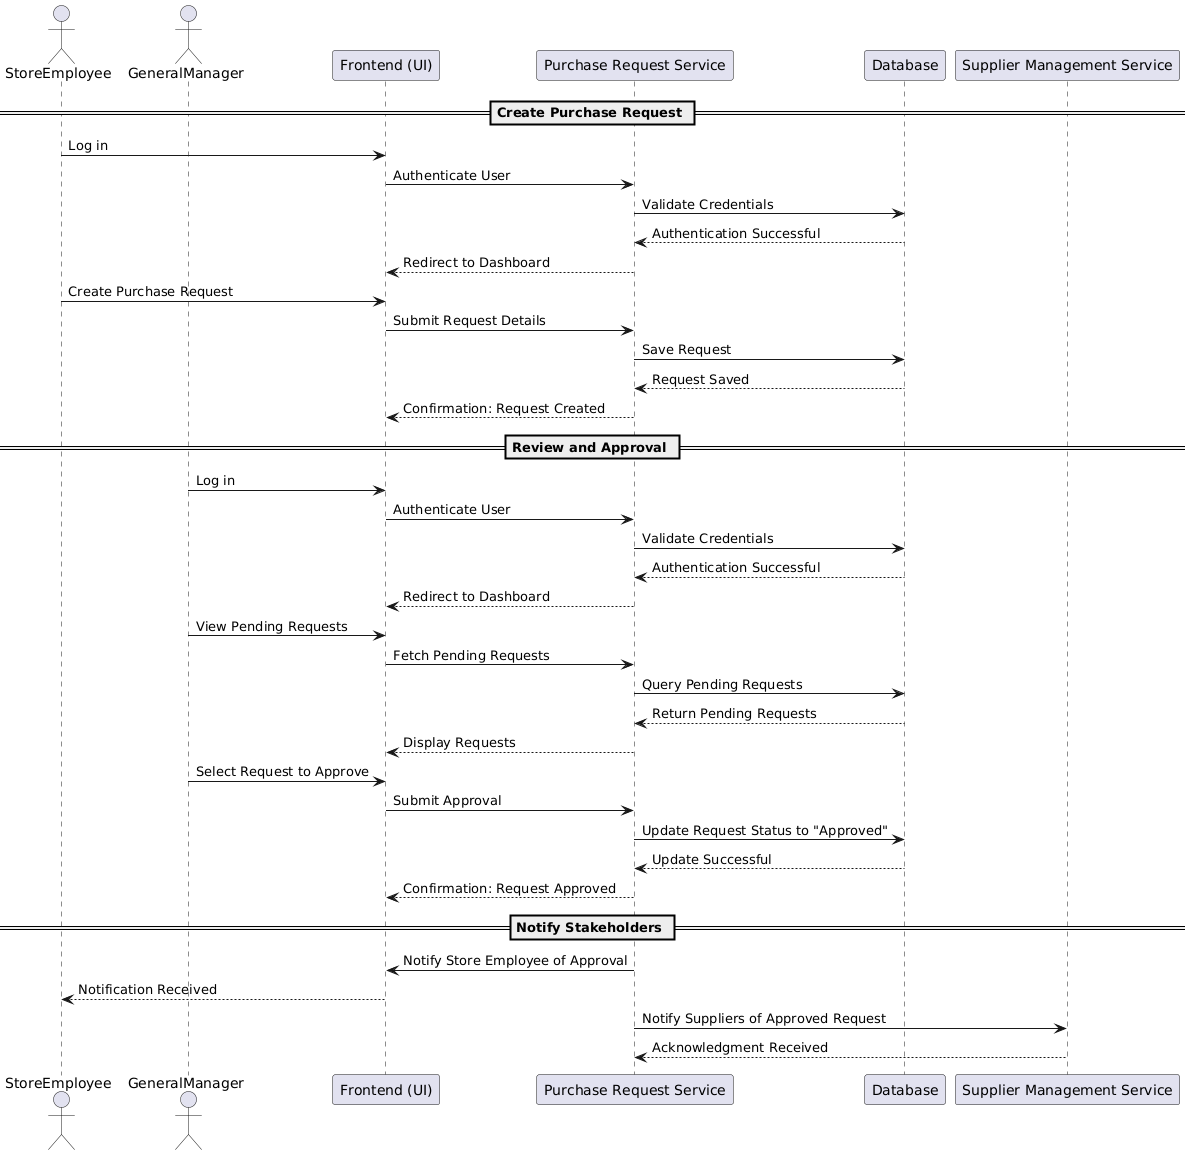 StoreEmployee
GeneralManager
Frontend (UI)
Purchase Request Service
Database
Supplier Management Service
Create Purchase Request
Log in
Authenticate User
Validate Credentials
Authentication Successful
Redirect to Dashboard
Create Purchase Request
Submit Request Details
Save Request
Request Saved
Confirmation: Request Created
Review and Approval
Log in
Authenticate User
Validate Credentials
Authentication Successful
Redirect to Dashboard
View Pending Requests
Fetch Pending Requests
Query Pending Requests
Return Pending Requests
Display Requests
Select Request to Approve
Submit Approval
Update Request Status to "Approved"
Update Successful
Confirmation: Request Approved
Notify Stakeholders
Notify Store Employee of Approval
Notification Received
Notify Suppliers of Approved Request
Acknowledgment Received
StoreEmployee
GeneralManager
Frontend (UI)
Purchase Request Service
Database
Supplier Management Service